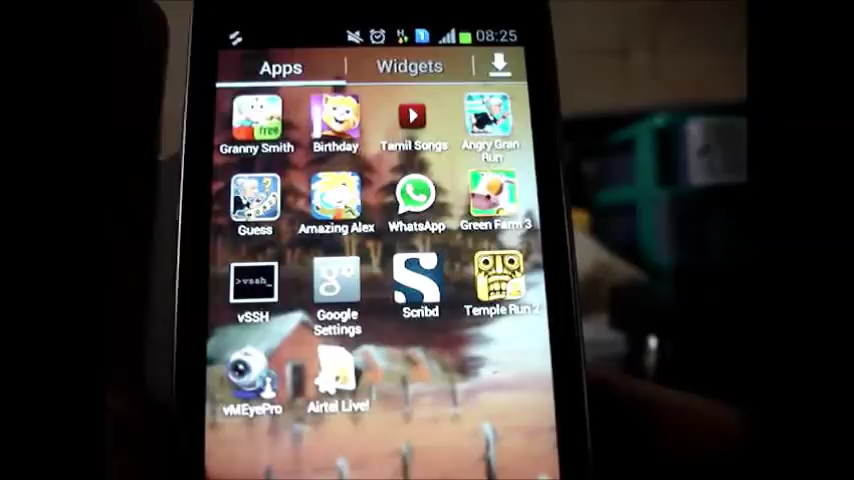 08:25
Apps
Widgets
free
Granny Smith
Birthday
Tamil Songs
Angry Gran
Run
Guess
Amazing Alex
WhatsApp
Green Farm 3
>vssh_
vSSH
Google
Settings
Scribd
Temple Run 2
vMEyePro
Airtel Live!